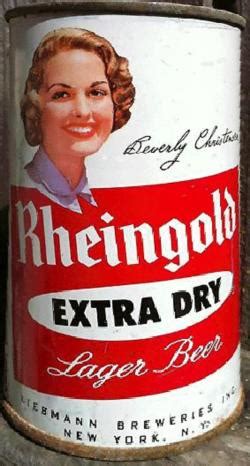 Beverly Christensen
Rheingold
EXTRA DRY
Lager Beer
LIEBMANN BREWERIES INC.
NEW YORK, N.Y.